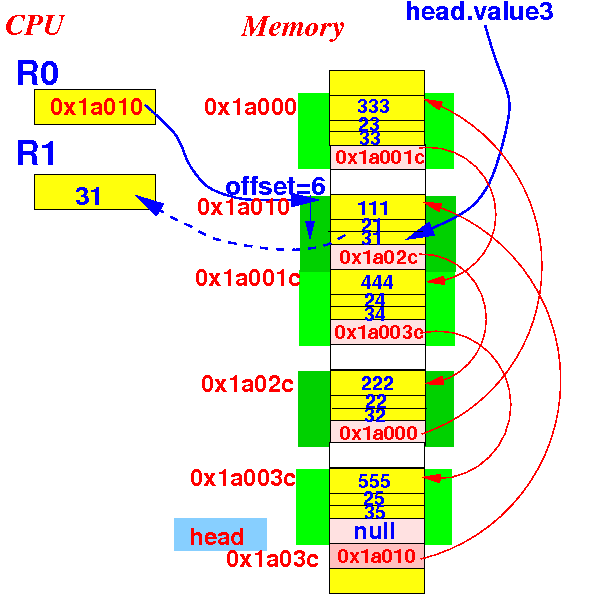 head.value3
CPU
Memory
R0
0x1a010
0x1a000
333
23
33
0x1a001c
R1
31
offset=6
0x1a010
111
21
31
0x1a02c
0x1a001c
444
24
34
0x1a003c
0x1a02c
222
22
32
0x1a000
0x1a003c
555
25
35
null
head
0x1a03c
0x1a010